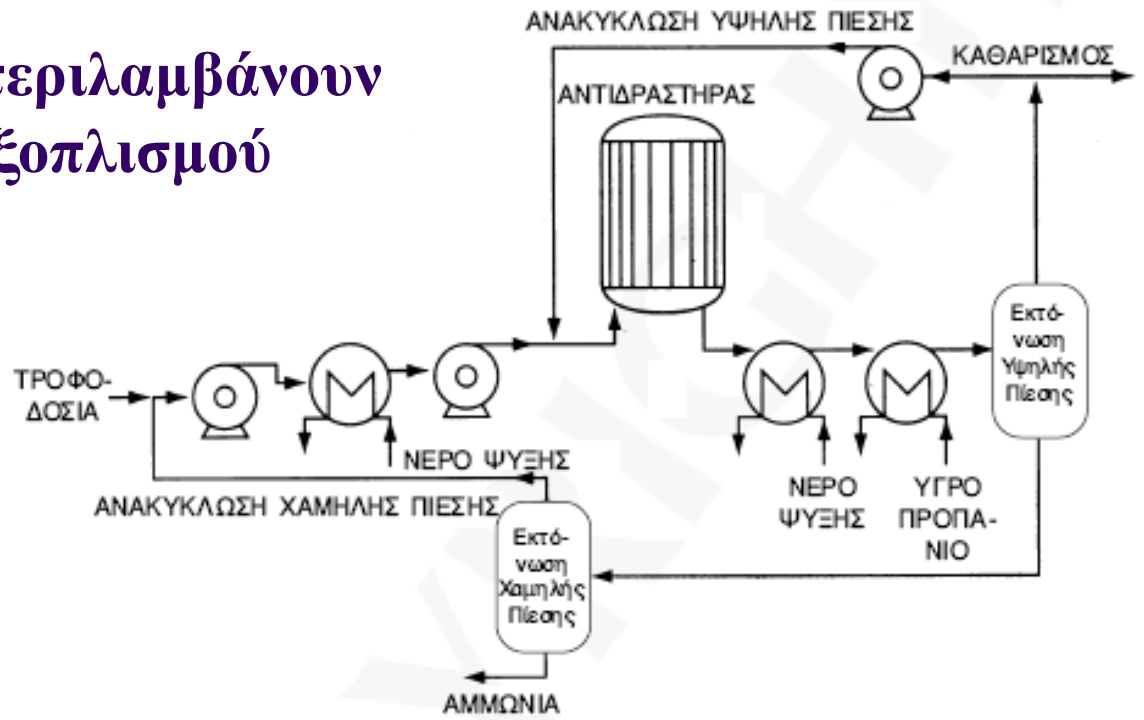 ΑΝΑΚΥΚΛΩΣΗ ΥΨΗΛΗΣ ΠΙΕΣΗΣ
περιλαμβάνουν
ξοπλισμού
ΚΑΘΑΡΙΣΜΟΣ
ΑΝΤΙΔΡΑΣΤΗΡΑΣ
Εκτό-
νωση
Υψηλής
Πίεσης
ΤΡΟΦΟ-
ΔΟΣΙΑ
ΝΕΡΟ ΨΥΞΗΣ
ΑΝΑΚΥΚΛΩΣΗ ΧΑΜΗΛΗΣ ΠΙΕΣΗΣ
ΝΕΡΟ
ΨΥΞΗΣ
ΥΓΡΟ
ΠΡΟΠΑ-
ΝΙΟ
Εκτό-
νωση
Χαμηλής
Πίεσης
ΑΜΜΩΝΙΑ